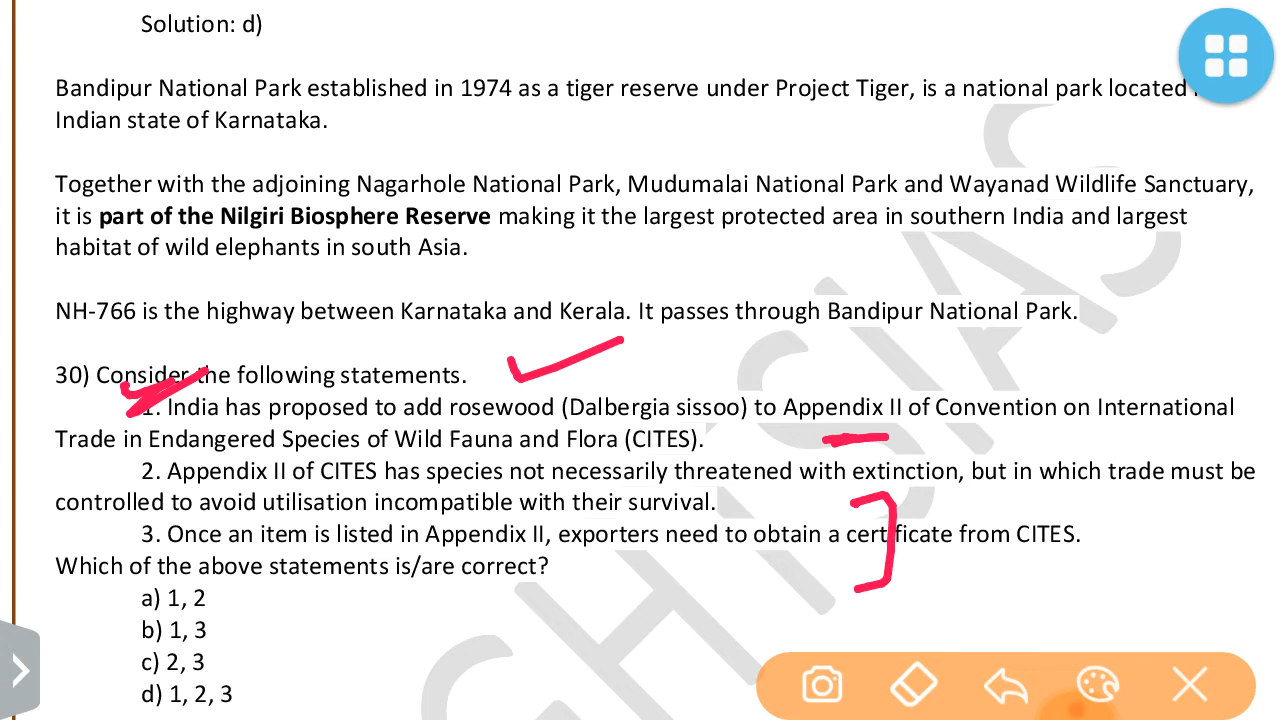 Solution: d)
Bandipur National Park established in 1974 as a tiger reserve under Project Tiger, is a national park located
Indian state of Karnataka.
Together with the adjoining Nagarhole National Park, Mudumalai National Park and Wayanad Wildlife Sanctuary,
it is part of the Nilgiri Biosphere Reserve making it the largest protected area in southern India and largest
habitat of wild elephants in south Asia.
NH-766 is the highway between Karnataka and Kerala. It passes through Bandipur National Park.
30) Consider the following statements.
1. India has proposed to add rosewood (Dalbergia sissoo) to Appendix II of Convention on International
Trade in Endangered Species of Wild Fauna and Flora (CITES).
2. Appendix II of CITES has species not necessarily threatened with extinction, but in which trade must be
controlled to avoid utilisation incompatible with their survival.
3. Once an item is listed in Appendix II, exporters need to obtain a certificate from CITES.
Which of the above statements is/are correct?
a) 1, 2
b) 1, 3
c) 2, 3
d) 1, 2, 3